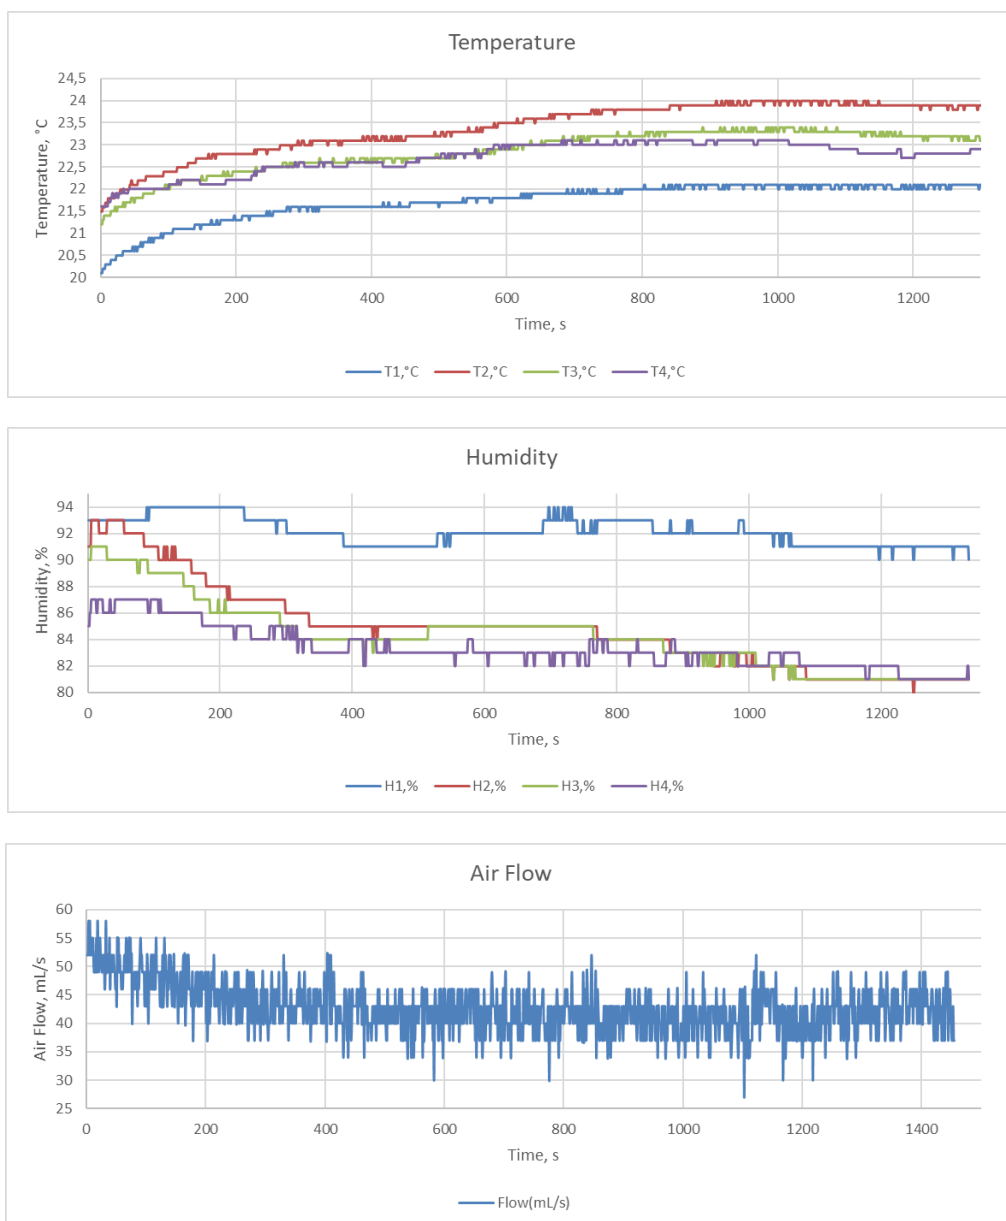 Temperature
Temperature, °C
24,5
24
23,5
23
22,5
22
21,5
21
20,5
20
0 200 400 600 800 1000 1200
Time, s
T1,°C T2,°C T3,°C T4,°C
Humidity
Humidity, %
94
92
90
88
86
84
82
80
0 200 400 600 800 1000 1200
Time, s
H1,% H2,% H3,% H4,%
Air Flow
Air Flow, mL/s
60
55
50
45
40
35
30
25
0 200 400 600 800 1000 1200 1400
Time, s
Flow(mL/s)